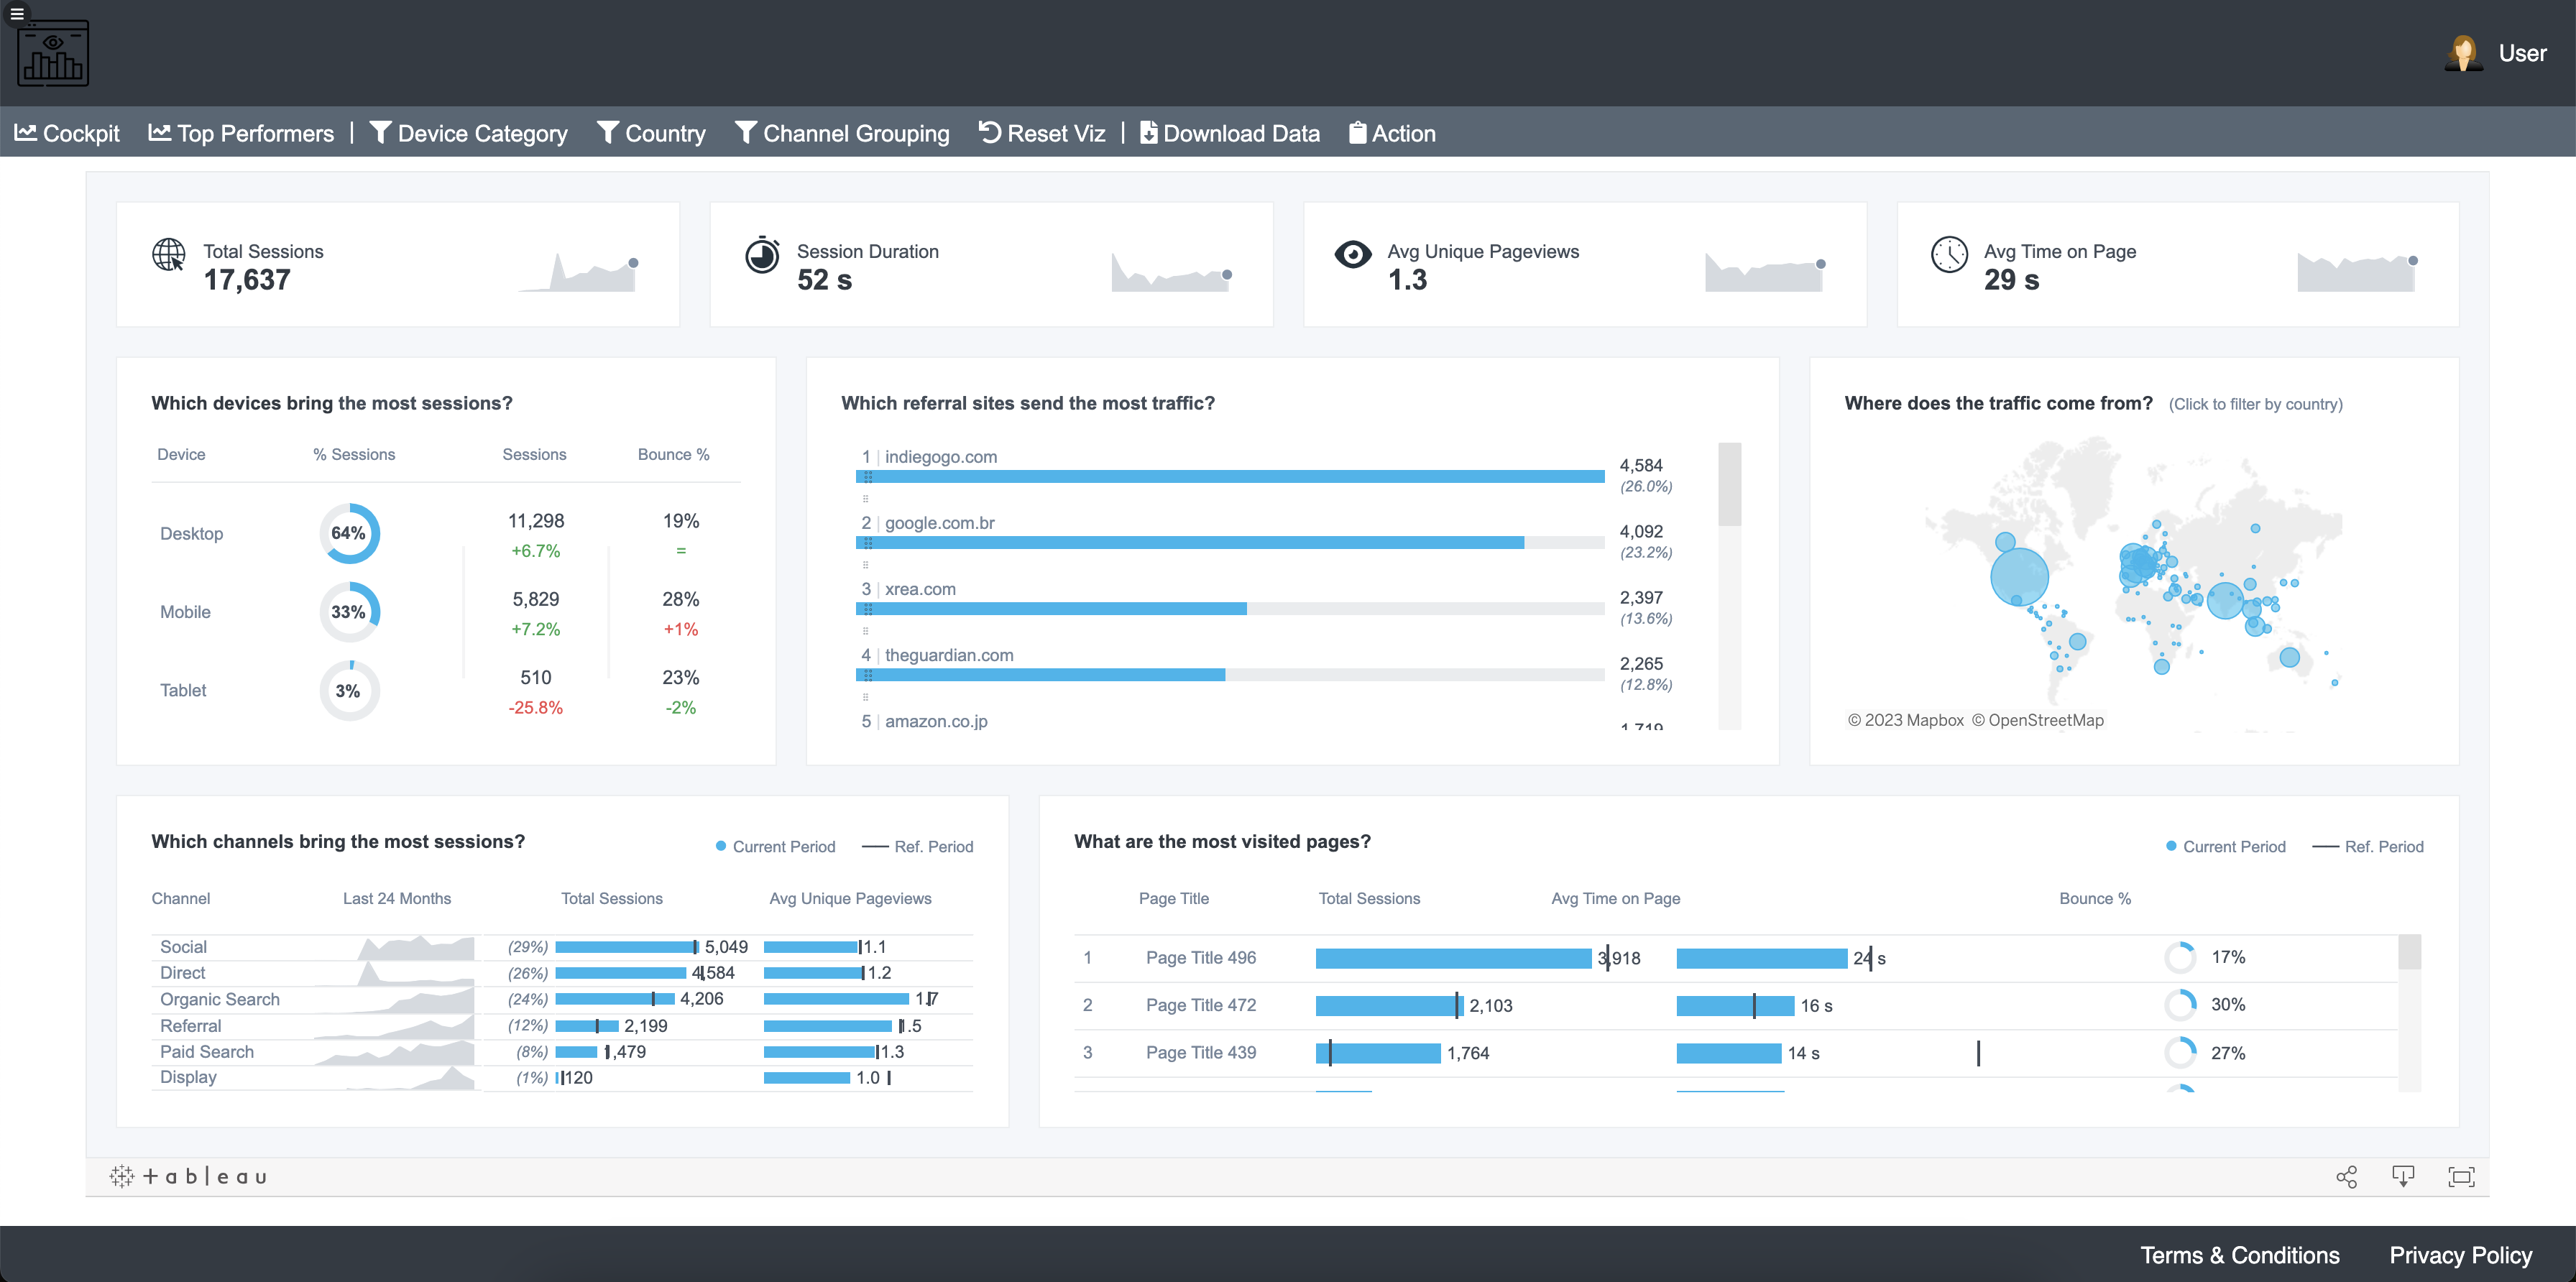 User
Cockpit Top Performers | Device Category Country Channel Grouping Reset Viz | Download Data Action
Total Sessions
17,637
Session Duration
52 s
Avg Unique Pageviews
1.3
Avg Time on Page
29 s
Which devices bring the most sessions?
Device % Sessions Sessions Bounce %
Desktop 64% 11,298 19%
+6.7% =
Mobile 33% 5,829 28%
+7.2% +1%
Tablet 3% 510 23%
-25.8% -2%
Which referral sites send the most traffic?
1 | indiegogo.com 4,584
(26.0%)
2 | google.com.br 4,092
(23.2%)
3 | xrea.com 2,397
(13.6%)
4 | theguardian.com 2,265
(12.8%)
5 | amazon.co.jp 1,719
Where does the traffic come from? (Click to filter by country)
© 2023 Mapbox © OpenStreetMap
Which channels bring the most sessions? Current Period Ref. Period
Channel Last 24 Months Total Sessions Avg Unique Pageviews
Social (29%) 5,049 1.1
Direct (26%) 4,584 1.2
Organic Search (24%) 4,206 1.7
Referral (12%) 2,199 1.5
Paid Search (8%) 1,479 1.3
Display (1%) 120 1.0
What are the most visited pages? Current Period Ref. Period
Page Title Total Sessions Avg Time on Page Bounce %
1 Page Title 496 3,918 24 s 17%
2 Page Title 472 2,103 16 s 30%
3 Page Title 439 1,764 14 s 27%
+ableau
Terms & Conditions Privacy Policy